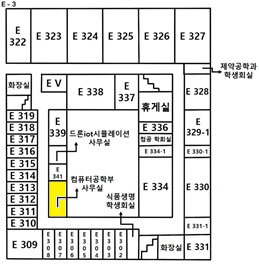 E - 3
E 322
E 323
E 324
E 325
E 326
E 327
제약공학과
학생회실
화장실
E V
E 338
E 337
휴게실
E 328
E 319
E 318
E 317
E 316
E 315
E 314
E 313
E 312
E 311
E 310
E 339
드론iot시뮬레이션
사무실
E 341
컴퓨터공학부
사무실
식품생명
학생회실
E 336
컴공 학회실
E 334-1
E 334
E 329-1
E 330-1
E 330
E 331-1
E 309
E 308
E 307
E 306
E 305
E 304
E 303
E 302
화장실
E 331